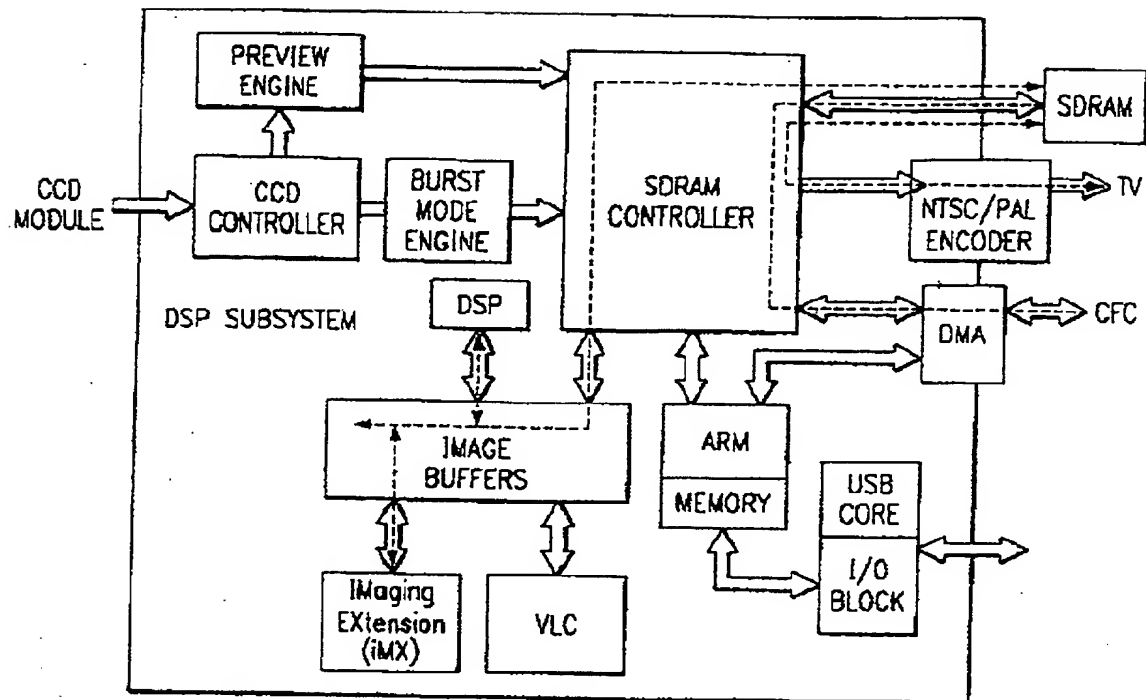 PREVIEW
ENGINE
SDRAM
CCD
MODULE
CCD
CONTROLLER
BURST
MODE
ENGINE
SDRAM
CONTROLLER
NTSC/PAL
ENCODER
TV
DSP SUBSYSTEM
DSP
DMA
CFC
IMAGE
BUFFERS
ARM
MEMORY
USB
CORE
I/O
BLOCK
IMaging
EXtension
(iMX)
VLC